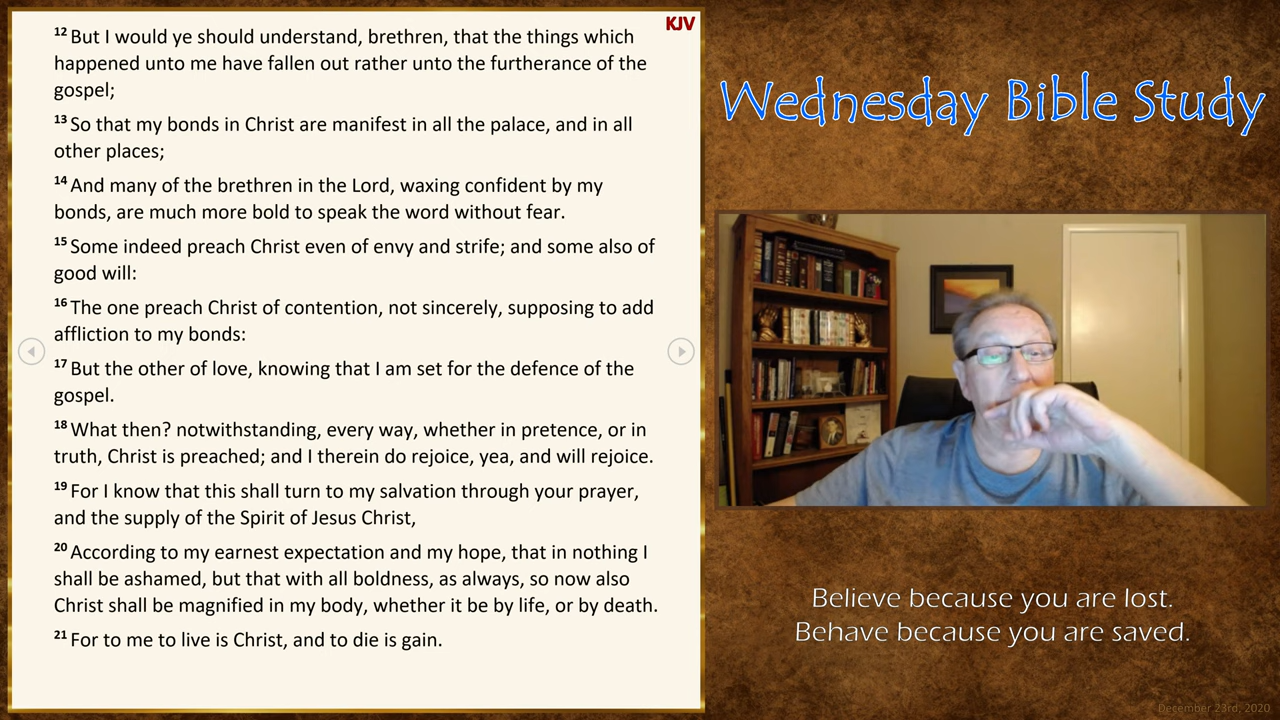 KJV
12 But I would ye should understand, brethren, that the things which
happened unto me have fallen out rather unto the furtherance of the
gospel;
13 So that my bonds in Christ are manifest in all the palace, and in all
other places;
14 And many of the brethren in the Lord, waxing confident by my
bonds, are much more bold to speak the word without fear.
15 Some indeed preach Christ even of envy and strife; and some also of
good will:
16 The one preach Christ of contention, not sincerely, supposing to add
affliction to my bonds:
17 But the other of love, knowing that I am set for the defence of the
gospel.
18 What then? notwithstanding, every way, whether in pretence, or in
truth, Christ is preached; and I therein do rejoice, yea, and will rejoice.
19 For I know that this shall turn to my salvation through your prayer,
and the supply of the Spirit of Jesus Christ,
20 According to my earnest expectation and my hope, that in nothing I
shall be ashamed, but that with all boldness, as always, so now also
Christ shall be magnified in my body, whether it be by life, or by death.
21 For to me to live is Christ, and to die is gain.
Wednesday Bible Study
Believe because you are lost.
Behave because you are saved.
December 23rd, 2020